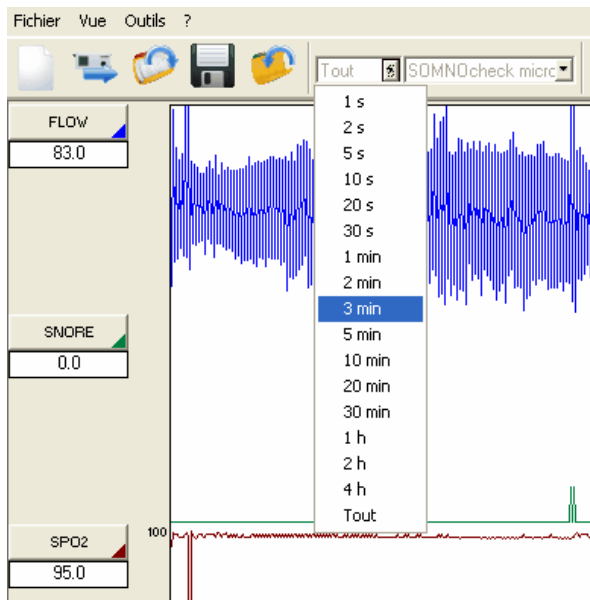 Fichier Vue Outils ?
Tout SOMNOcheck micrc
FLOW
83.0
SNORE
0.0
100
SPO2
95.0
1 s
2 s
5 s
10 s
20 s
30 s
1 min
2 min
3 min
5 min
10 min
20 min
30 min
1 h
2 h
4 h
Tout